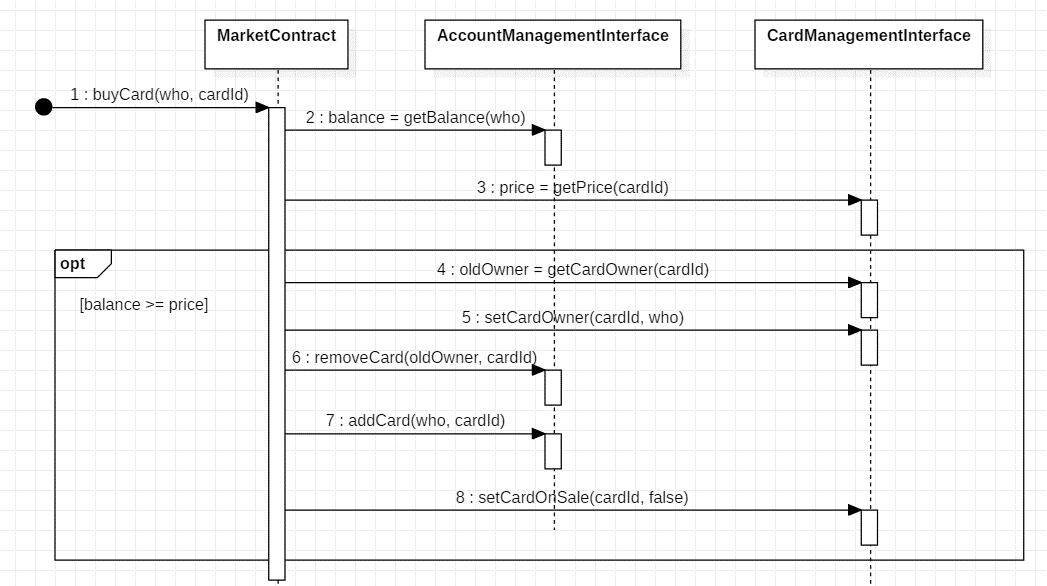 MarketContract
AccountManagementInterface
CardManagementInterface
1 : buyCard(who, cardId)
2 : balance = getBalance(who)
3 : price = getPrice(cardId)
opt
4 : oldOwner = getCardOwner(cardId)
[balance >= price]
5 : setCardOwner(cardId, who)
6 : removeCard(oldOwner, cardId)
7 : addCard(who, cardId)
8 : setCardOnSale(cardId, false)